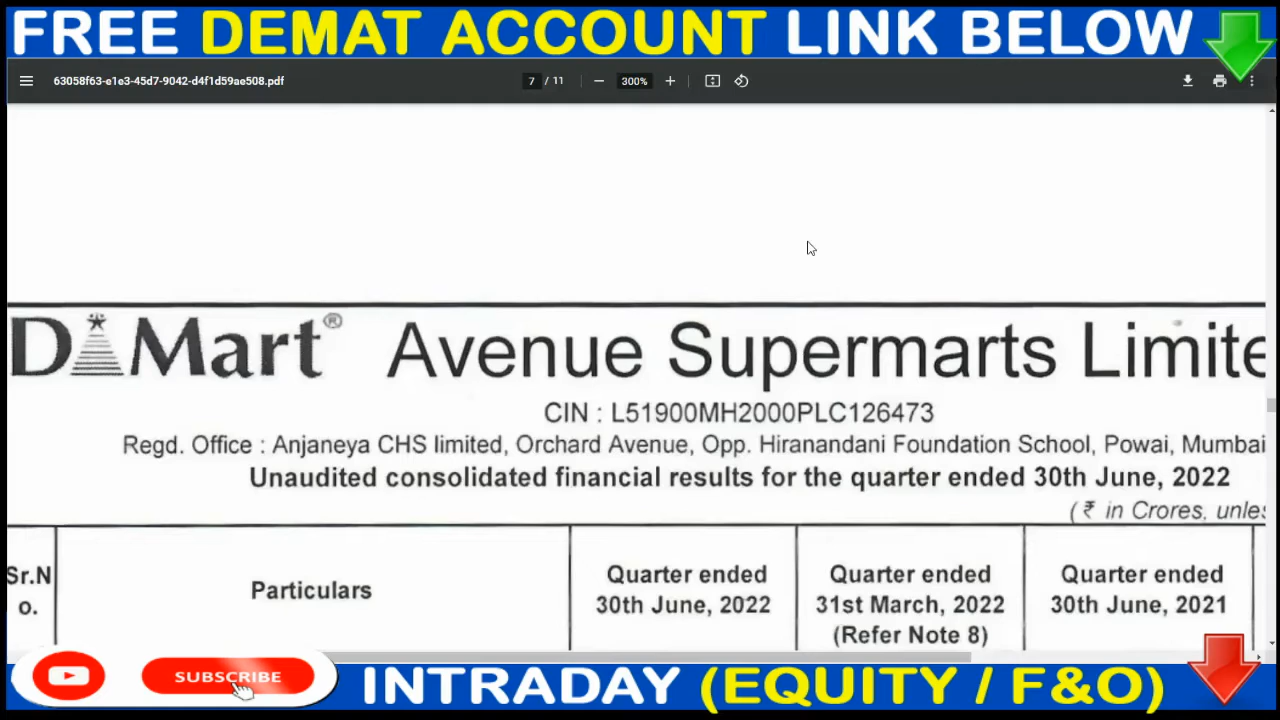 FREE DEMAT ACCOUNT LINK BELOW
63058f63-e1e3-45d7-9042-d4f1d59ae508.pdf
7 / 11
300%
D Mart® Avenue Supermarts Limite
CIN : L51900MH2000PLC126473
Regd. Office : Anjaneya CHS limited, Orchard Avenue, Opp. Hiranandani Foundation School, Powai, Mumbai
Unaudited consolidated financial results for the quarter ended 30th June, 2022
( ₹ in Crores, unles
Sr.N
o.
Particulars
Quarter ended
30th June, 2022
Quarter ended
31st March, 2022
(Refer Note 8)
Quarter ended
30th June, 2021
SUBSCRIBE
INTRADAY (EQUITY / F&O)